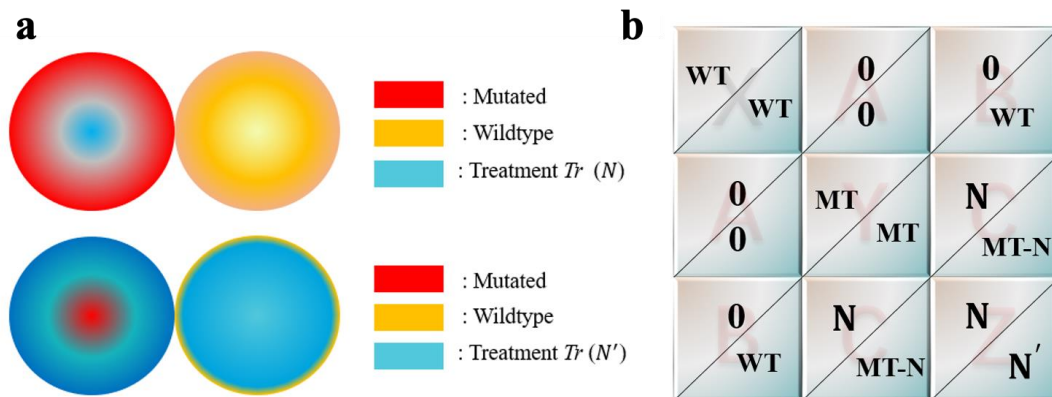 a
: Mutated
: Wildtype
: Treatment Tr (N)
: Mutated
: Wildtype
: Treatment Tr (N′)
b
X
WT
WT
A
0
0
B
0
WT
A
0
0
Y
MT
MT
C
N
MT-N
B
0
WT
C
N
MT-N
Z
N
N′